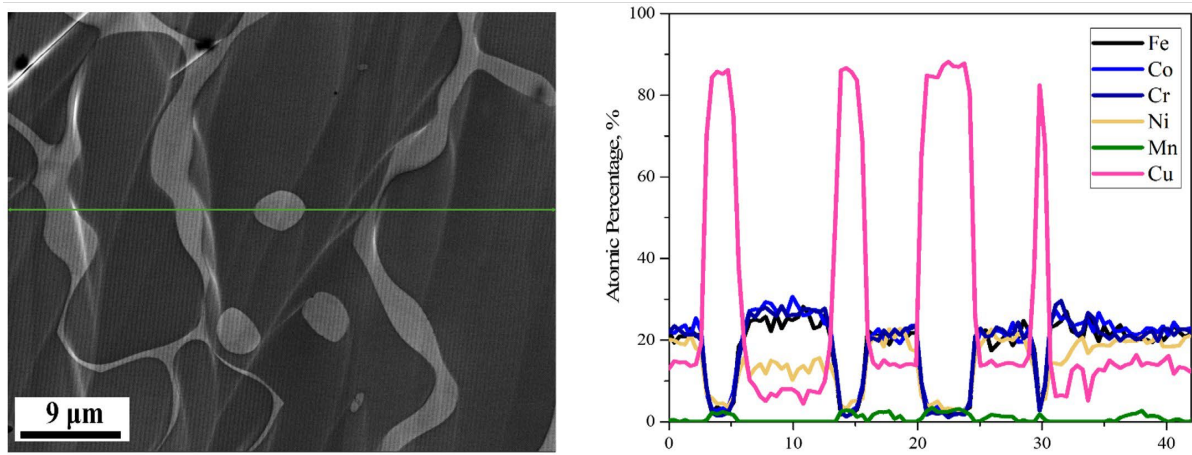 9 μm
100
80
60
40
20
0
Atomic Percentage, %
Fe
Co
Cr
Ni
Mn
Cu
0 10 20 30 40